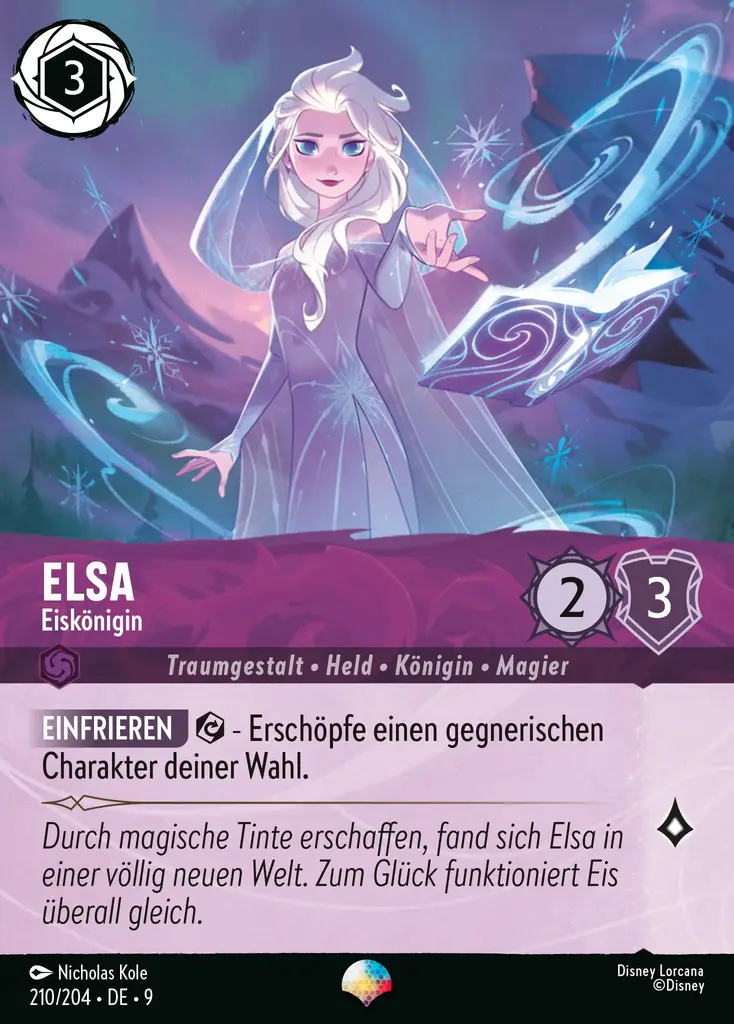 3
ELSA
Eiskönigin
2
3
Traumgestalt • Held • Königin • Magier
EINFRIEREN - Erschöpfe einen gegnerischen
Charakter deiner Wahl.
Durch magische Tinte erschaffen, fand sich Elsa in
einer völlig neuen Welt. Zum Glück funktioniert Eis
überall gleich.
Nicholas Kole
210/204 • DE • 9
Disney Lorcana
©Disney